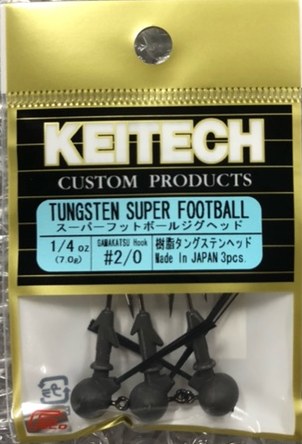 KEITECH
CUSTOM PRODUCTS
TUNGSTEN SUPER FOOTBALL
スーパーフットボールジグヘッド
1/4 oz
(7.0g)
GAMAKATSU Hook
#2/0
樹脂タングステンヘッド
Made In JAPAN 3pcs.